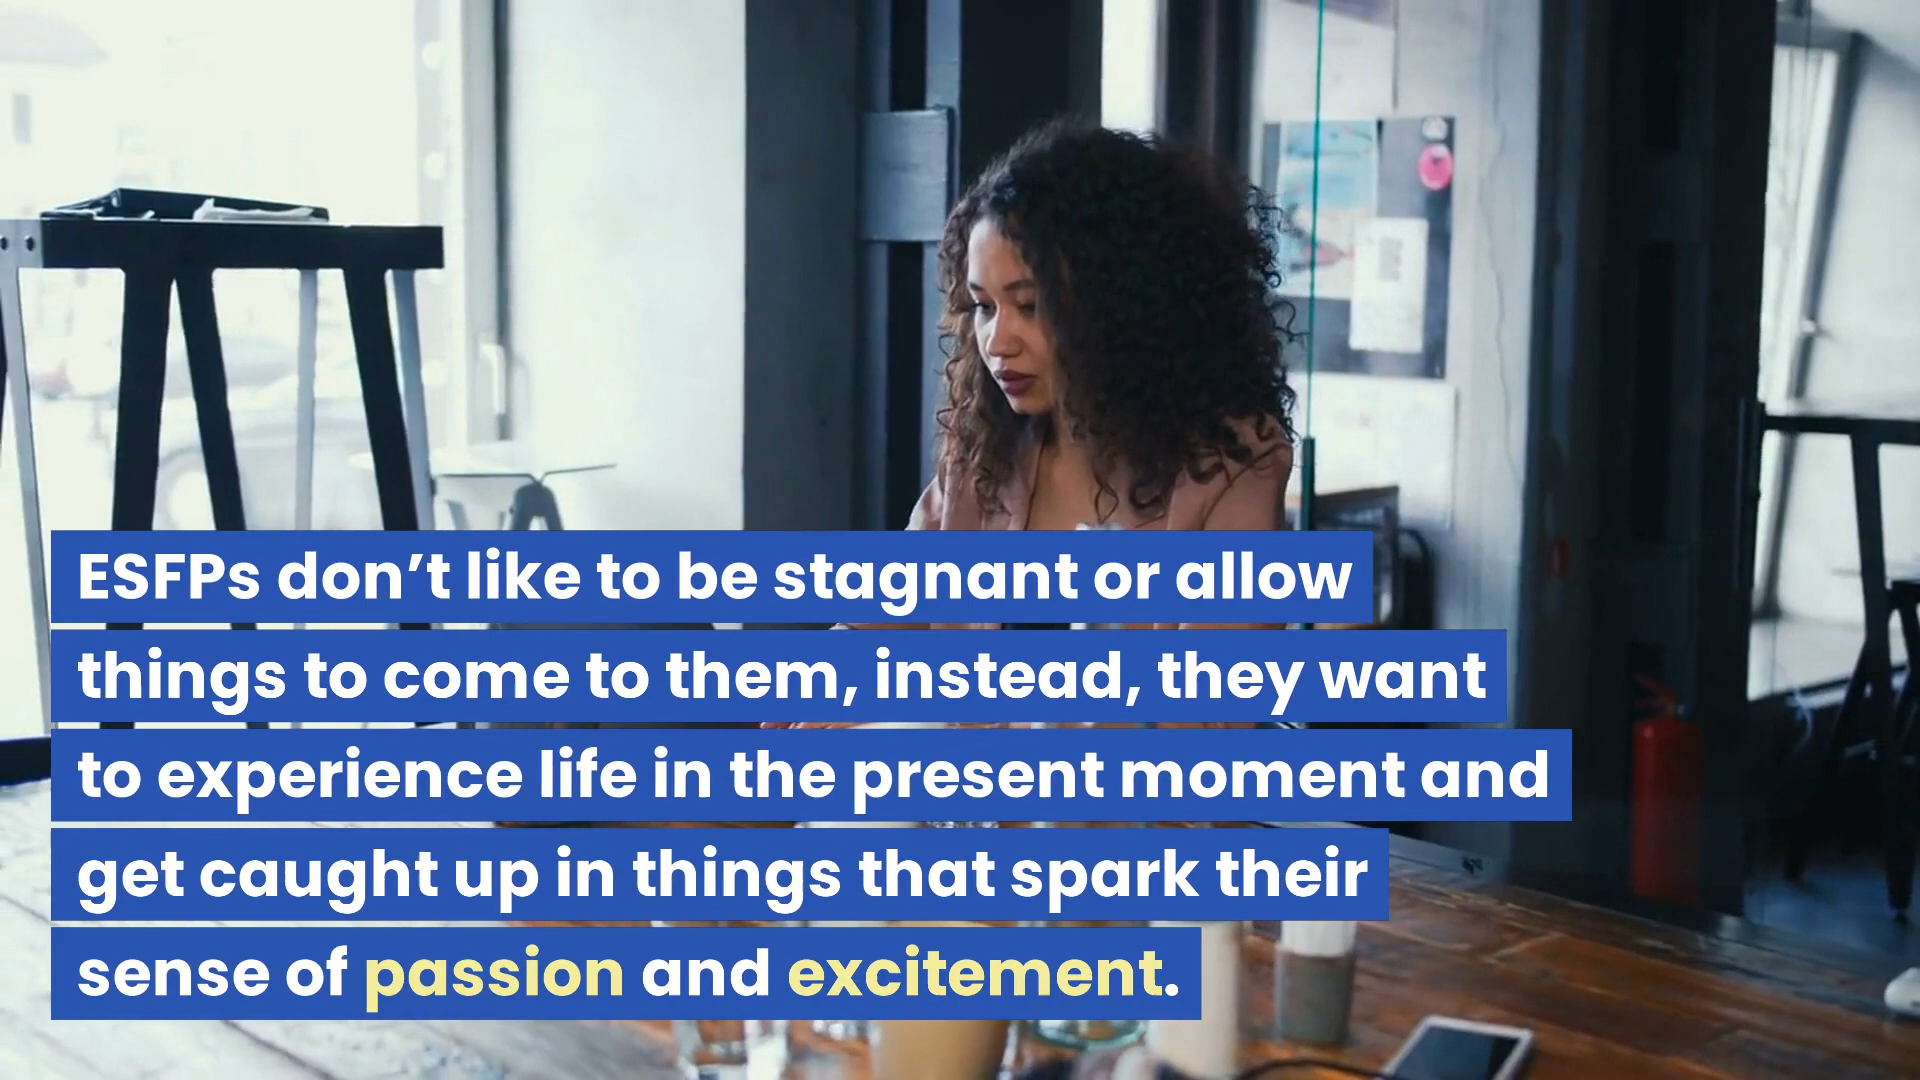 ESFPs don’t like to be stagnant or allow
things to come to them, instead, they want
to experience life in the present moment and
get caught up in things that spark their
sense of passion and excitement.